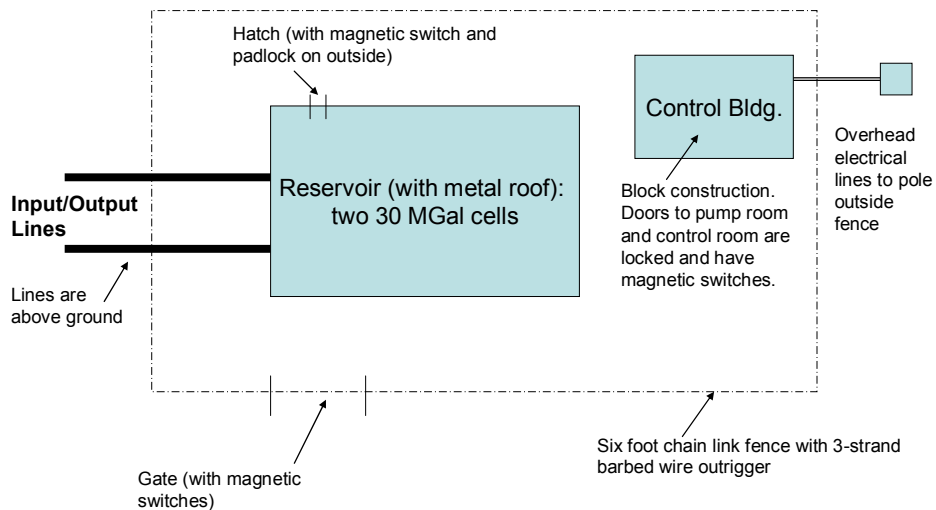 Hatch (with magnetic switch and
padlock on outside)
Control Bldg.
Overhead
electrical
lines to pole
outside
fence
Reservoir (with metal roof):
two 30 MGal cells
Block construction.
Doors to pump room
and control room are
locked and have
magnetic switches.
Input/Output
Lines
Lines are
above ground
Six foot chain link fence with 3-strand
barbed wire outrigger
Gate (with magnetic
switches)